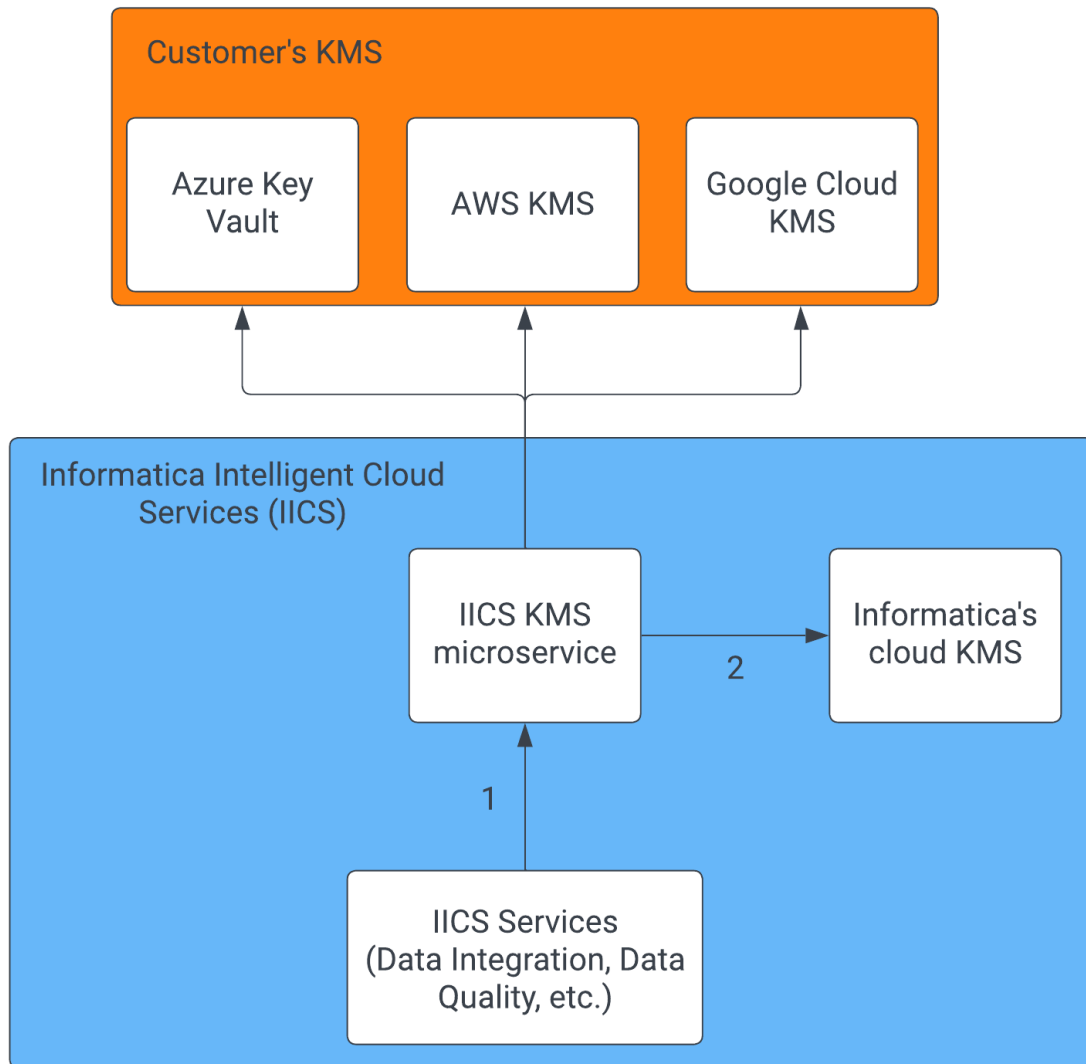 Customer's KMS
Azure Key
Vault
AWS KMS
Google Cloud
KMS
Informatica Intelligent Cloud
Services (IICS)
IICS KMS
microservice
Informatica's
cloud KMS
2
1
IICS Services
(Data Integration, Data
Quality, etc.)